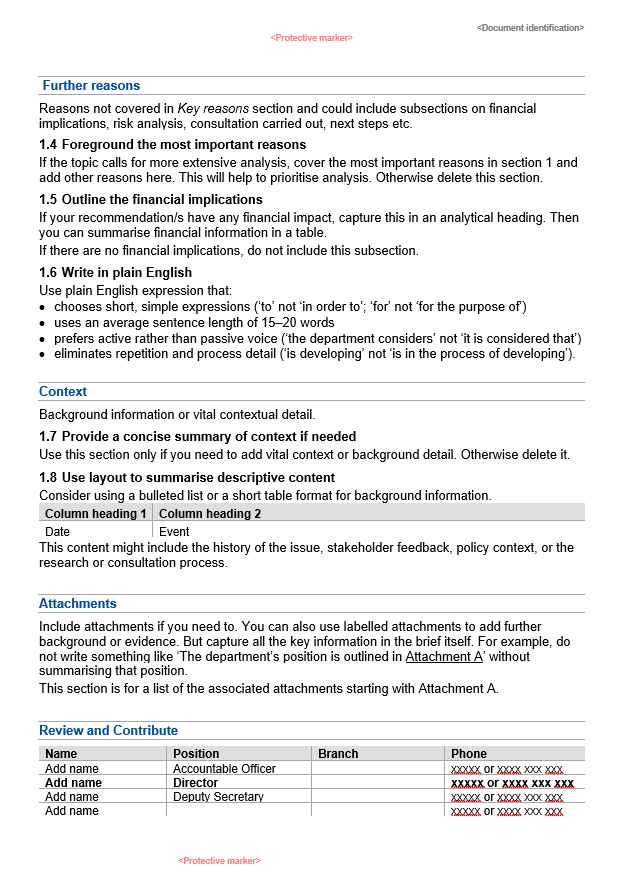 <Document identification>
<Protective marker>
Further reasons
Reasons not covered in Key reasons section and could include subsections on financial
implications, risk analysis, consultation carried out, next steps etc.
1.4 Foreground the most important reasons
If the topic calls for more extensive analysis, cover the most important reasons in section 1 and
add other reasons here. This will help to prioritise analysis. Otherwise delete this section.
1.5 Outline the financial implications
If your recommendation/s have any financial impact, capture this in an analytical heading. Then
you can summarise financial information in a table.
If there are no financial implications, do not include this subsection.
1.6 Write in plain English
Use plain English expression that:
• chooses short, simple expressions (‘to’ not ‘in order to’; ‘for’ not ‘for the purpose of’)
• uses an average sentence length of 15–20 words
• prefers active rather than passive voice (‘the department considers’ not ‘it is considered that’)
• eliminates repetition and process detail (‘is developing’ not ‘is in the process of developing’).
Context
Background information or vital contextual detail.
1.7 Provide a concise summary of context if needed
Use this section only if you need to add vital context or background detail. Otherwise delete it.
1.8 Use layout to summarise descriptive content
Consider using a bulleted list or a short table format for background information.
Column heading 1 Column heading 2
Date Event
This content might include the history of the issue, stakeholder feedback, policy context, or the
research or consultation process.
Attachments
Include attachments if you need to. You can also use labelled attachments to add further
background or evidence. But capture all the key information in the brief itself. For example, do
not write something like ‘The department’s position is outlined in Attachment A’ without
summarising that position.
This section is for a list of the associated attachments starting with Attachment A.
Review and Contribute
Name Position Branch Phone
Add name Accountable Officer xxxxx or xxxx xxx xxx
Add name Director xxxxx or xxxx xxx xxx
Add name Deputy Secretary xxxxx or xxxx xxx xxx
Add name xxxxx or xxxx xxx xxx
<Protective marker>